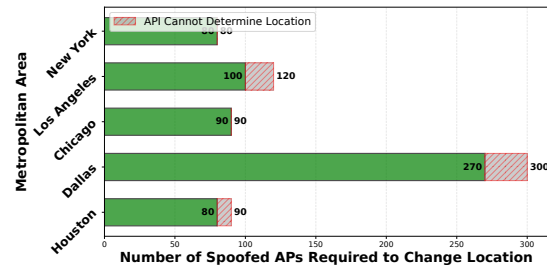 API Cannot Determine Location
Metropolitan Area
New York
80 80
Los Angeles
100 120
Chicago
90 90
Dallas
270 300
Houston
80 90
0 50 100 150 200 250 300
Number of Spoofed APs Required to Change Location